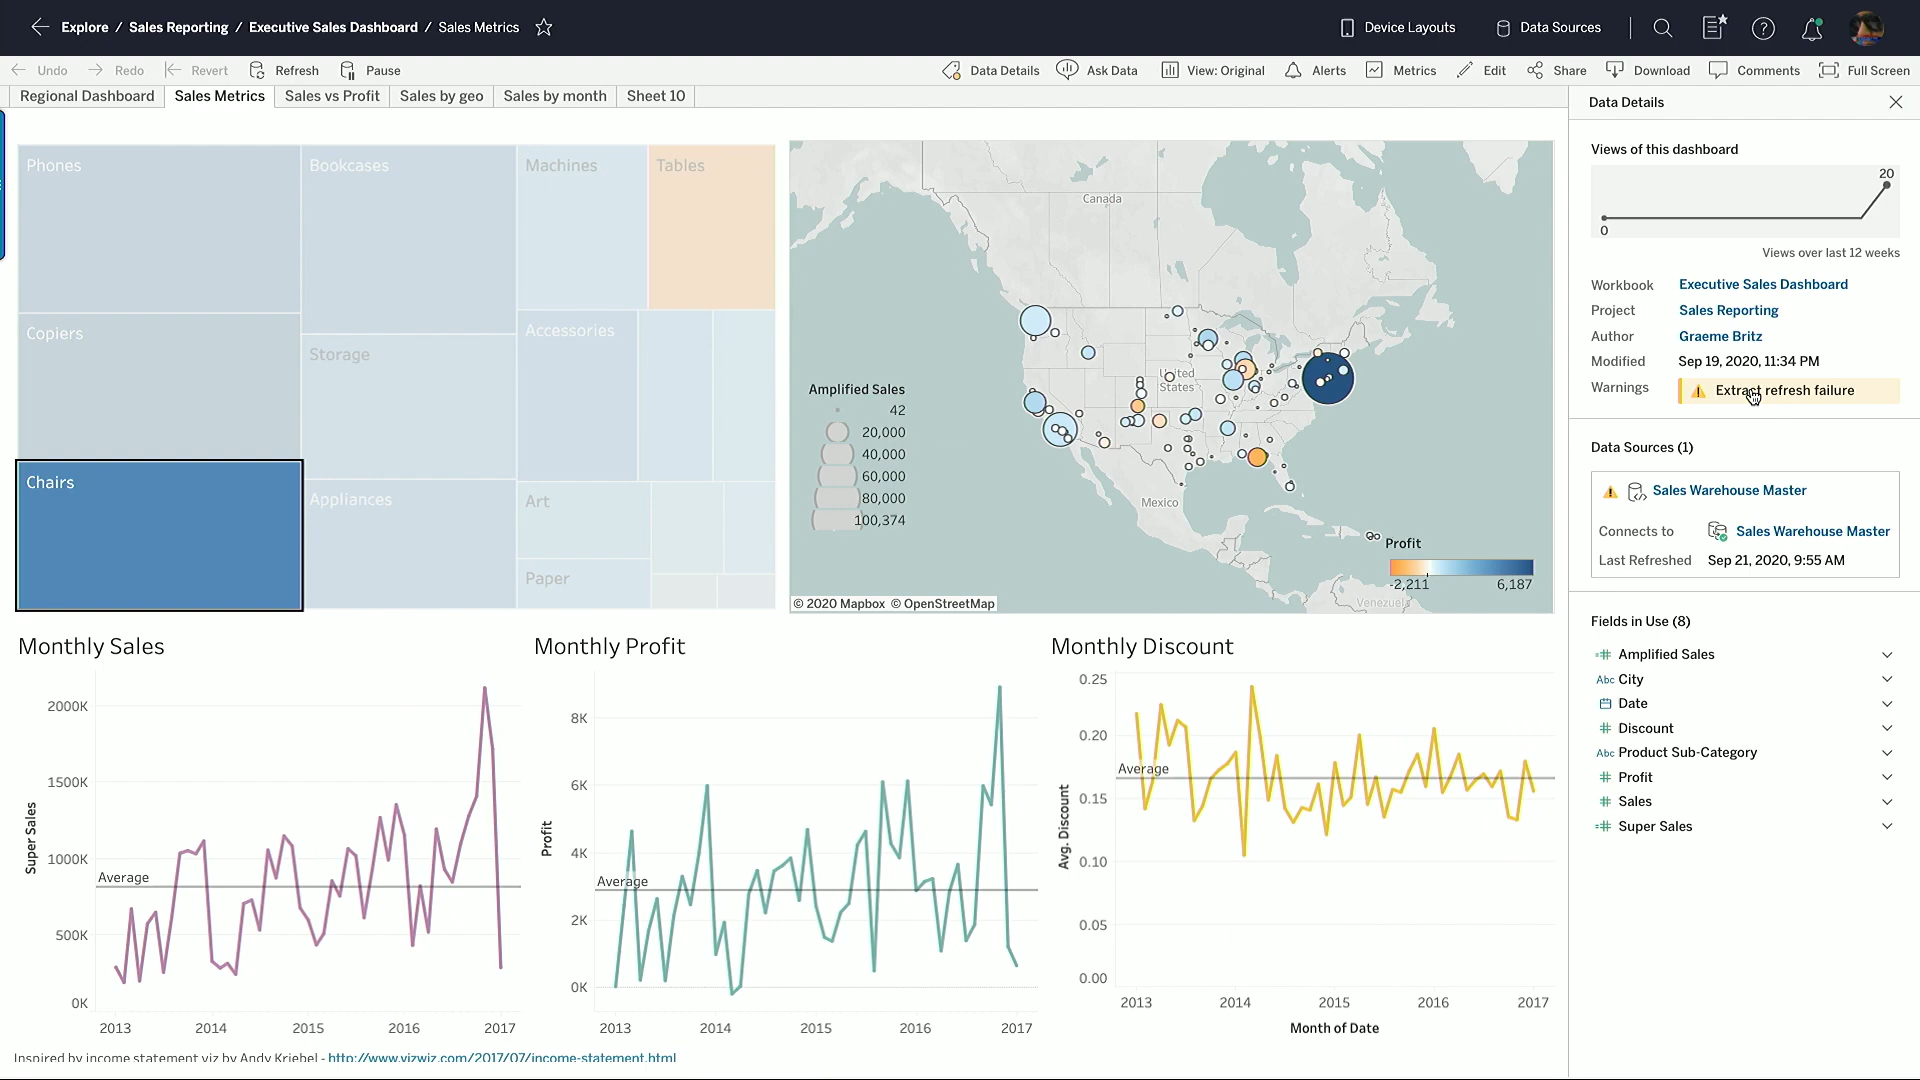 Explore / Sales Reporting / Executive Sales Dashboard / Sales Metrics
Device Layouts
Data Sources
Undo
Redo
Revert
Refresh
Pause
Data Details
Ask Data
View: Original
Alerts
Metrics
Edit
Share
Download
Comments
Full Screen
Regional Dashboard
Sales Metrics
Sales vs Profit
Sales by geo
Sales by month
Sheet 10
Phones
Bookcases
Machines
Tables
Copiers
Storage
Accessories
Chairs
Appliances
Art
Paper
Canada
United
States
Mexico
Venezuela
Amplified Sales
42
20,000
40,000
60,000
80,000
100,374
Profit
-2,211
6,187
© 2020 Mapbox © OpenStreetMap
Monthly Sales
Super Sales
2000K
1500K
1000K
500K
0K
Average
2013
2014
2015
2016
2017
Monthly Profit
Profit
8K
6K
4K
2K
0K
Average
2013
2014
2015
2016
2017
Monthly Discount
Avg. Discount
0.25
0.20
0.15
0.10
0.05
0.00
Average
2013
2014
2015
2016
2017
Month of Date
Inspired by income statement viz by Andy Kriebel - http://www.vizwiz.com/2017/07/income-statement.html
Data Details
Views of this dashboard
20
0
Views over last 12 weeks
Workbook Executive Sales Dashboard
Project Sales Reporting
Author Graeme Britz
Modified Sep 19, 2020, 11:34 PM
Warnings Extract refresh failure
Data Sources (1)
Sales Warehouse Master
Connects to Sales Warehouse Master
Last Refreshed Sep 21, 2020, 9:55 AM
Fields in Use (8)
Amplified Sales
Abc City
Date
Discount
Abc Product Sub-Category
Profit
Sales
Super Sales